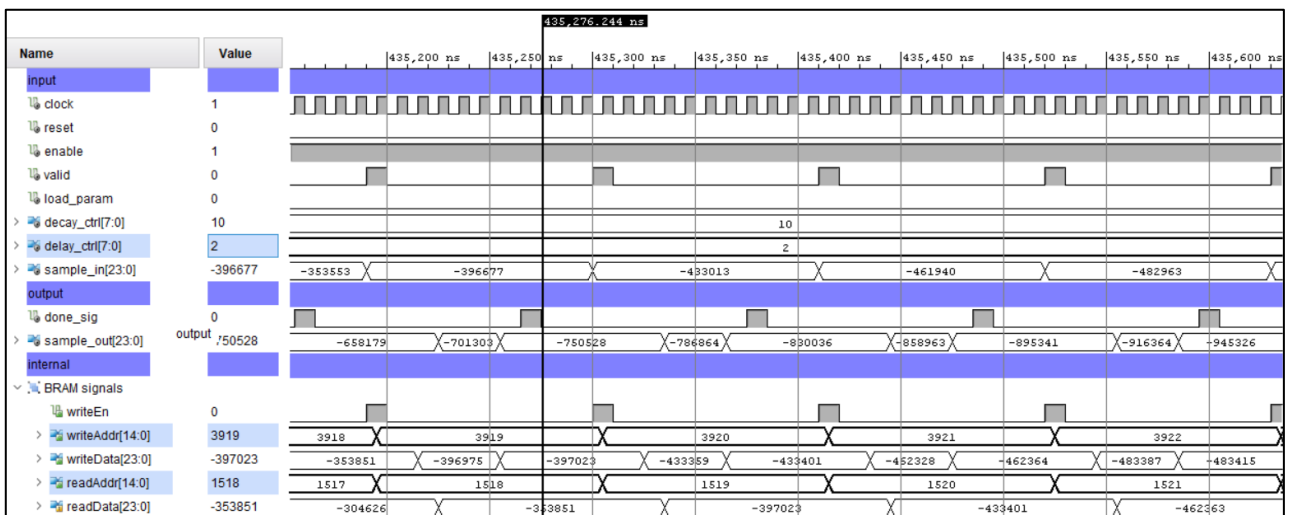 435,276.244 ns
Name Value 435,200 ns 435,250 ns 435,300 ns 435,350 ns 435,400 ns 435,450 ns 435,500 ns 435,550 ns 435,600 ns
input
clock 1
reset 0
enable 1
valid 0
load_param 0
decay_ctrl[7:0] 10 10
delay_ctrl[7:0] 2 2
sample_in[23:0] -396677 -353553 -396677 -433013 -461940 -482963
output
done_sig 0
output
sample_out[23:0] 750528 -658179 -701303 -750528 -786864 -830036 -858963 -895341 -916364 -945326
internal
BRAM signals
writeEn 0
writeAddr[14:0] 3919 3918 3919 3920 3921 3922
writeData[23:0] -397023 -353851 -396975 -397023 -433359 -433401 -462328 -462364 -483387 -483415
readAddr[14:0] 1518 1517 1518 1519 1520 1521
readData[23:0] -353851 -304626 -353851 -397023 -433401 -462363